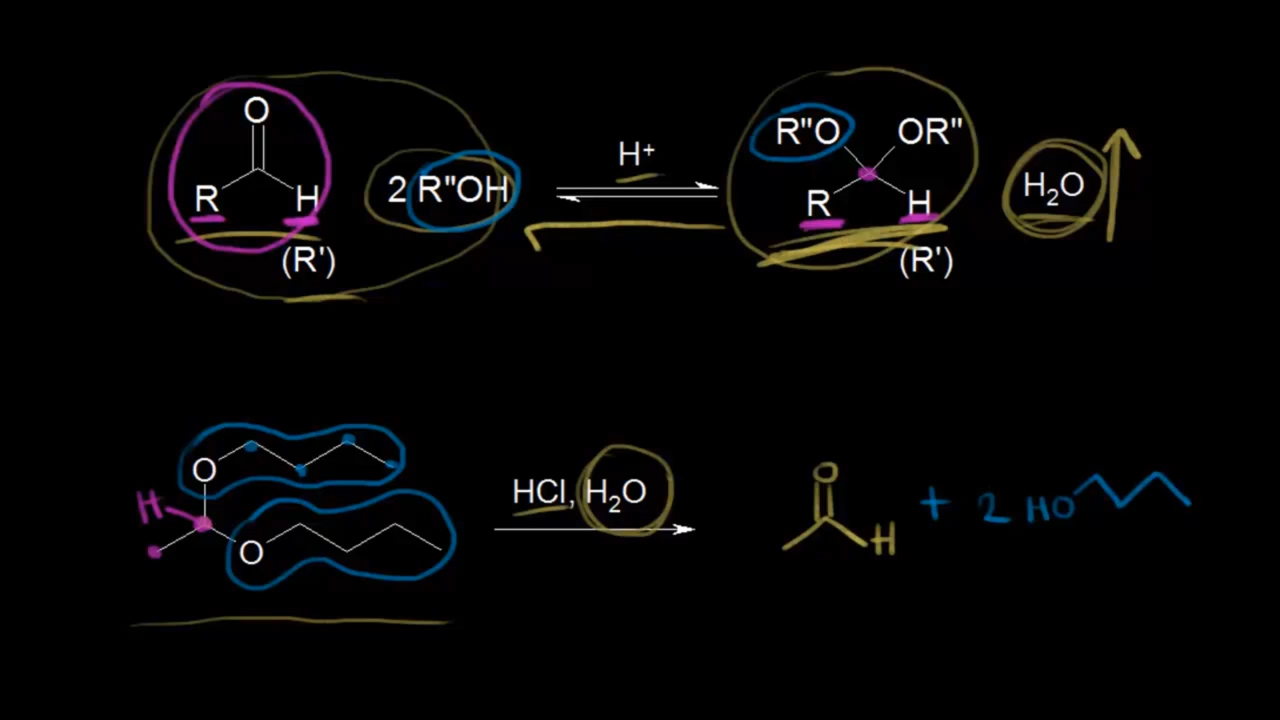 O O
2 R"OH H+ R"O OR" H₂O
R H R H
(R') (R')
O HCl, H₂O O
H + 2 HO
O H